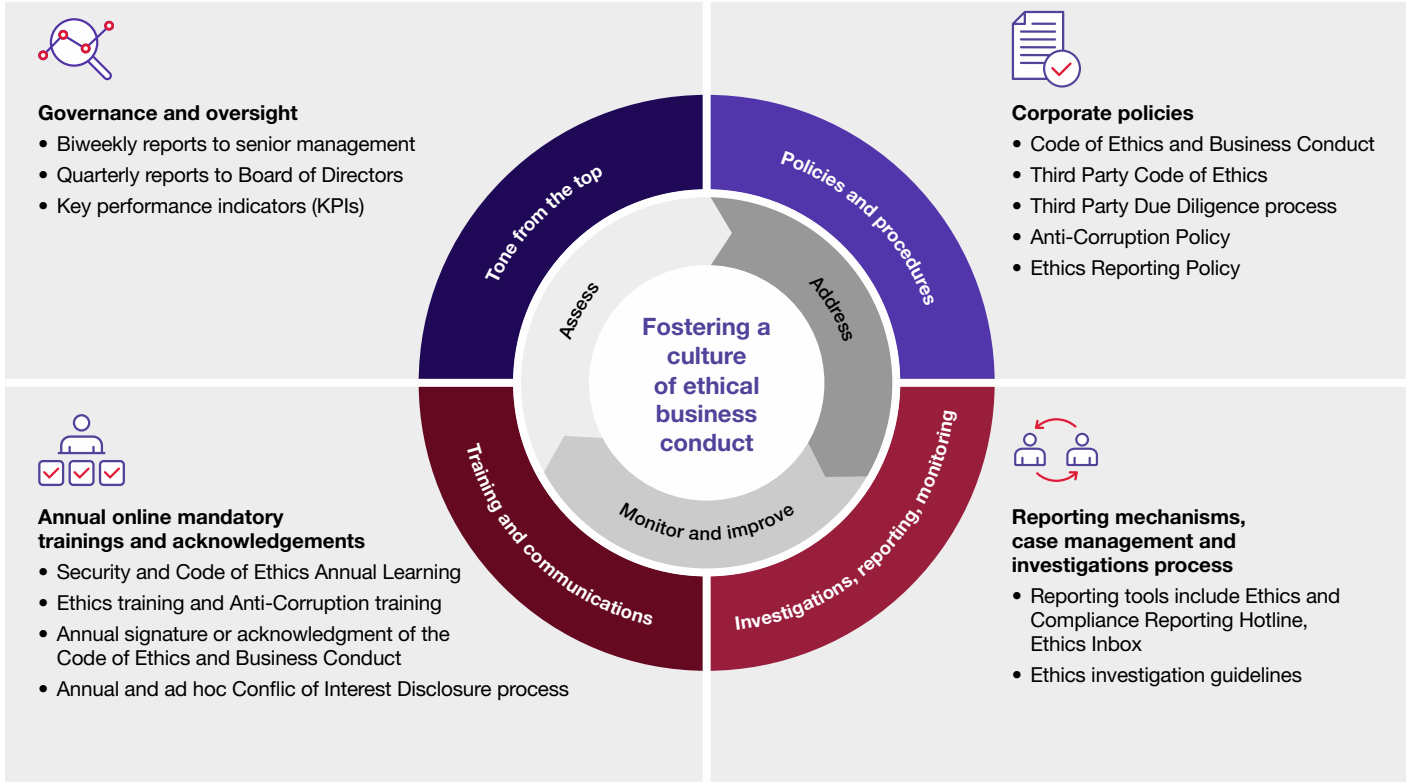 Governance and oversight
• Biweekly reports to senior management
• Quarterly reports to Board of Directors
• Key performance indicators (KPIs)
Corporate policies
• Code of Ethics and Business Conduct
• Third Party Code of Ethics
• Third Party Due Diligence process
• Anti-Corruption Policy
• Ethics Reporting Policy
Tone from the top
Policies and procedures
Assess
Address
Fostering a
culture
of ethical
business
conduct
Monitor and improve
Training and communications
Investigations, reporting, monitoring
Annual online mandatory
trainings and acknowledgements
• Security and Code of Ethics Annual Learning
• Ethics training and Anti-Corruption training
• Annual signature or acknowledgment of the
Code of Ethics and Business Conduct
• Annual and ad hoc Conflic of Interest Disclosure process
Reporting mechanisms,
case management and
investigations process
• Reporting tools include Ethics and
Compliance Reporting Hotline,
Ethics Inbox
• Ethics investigation guidelines